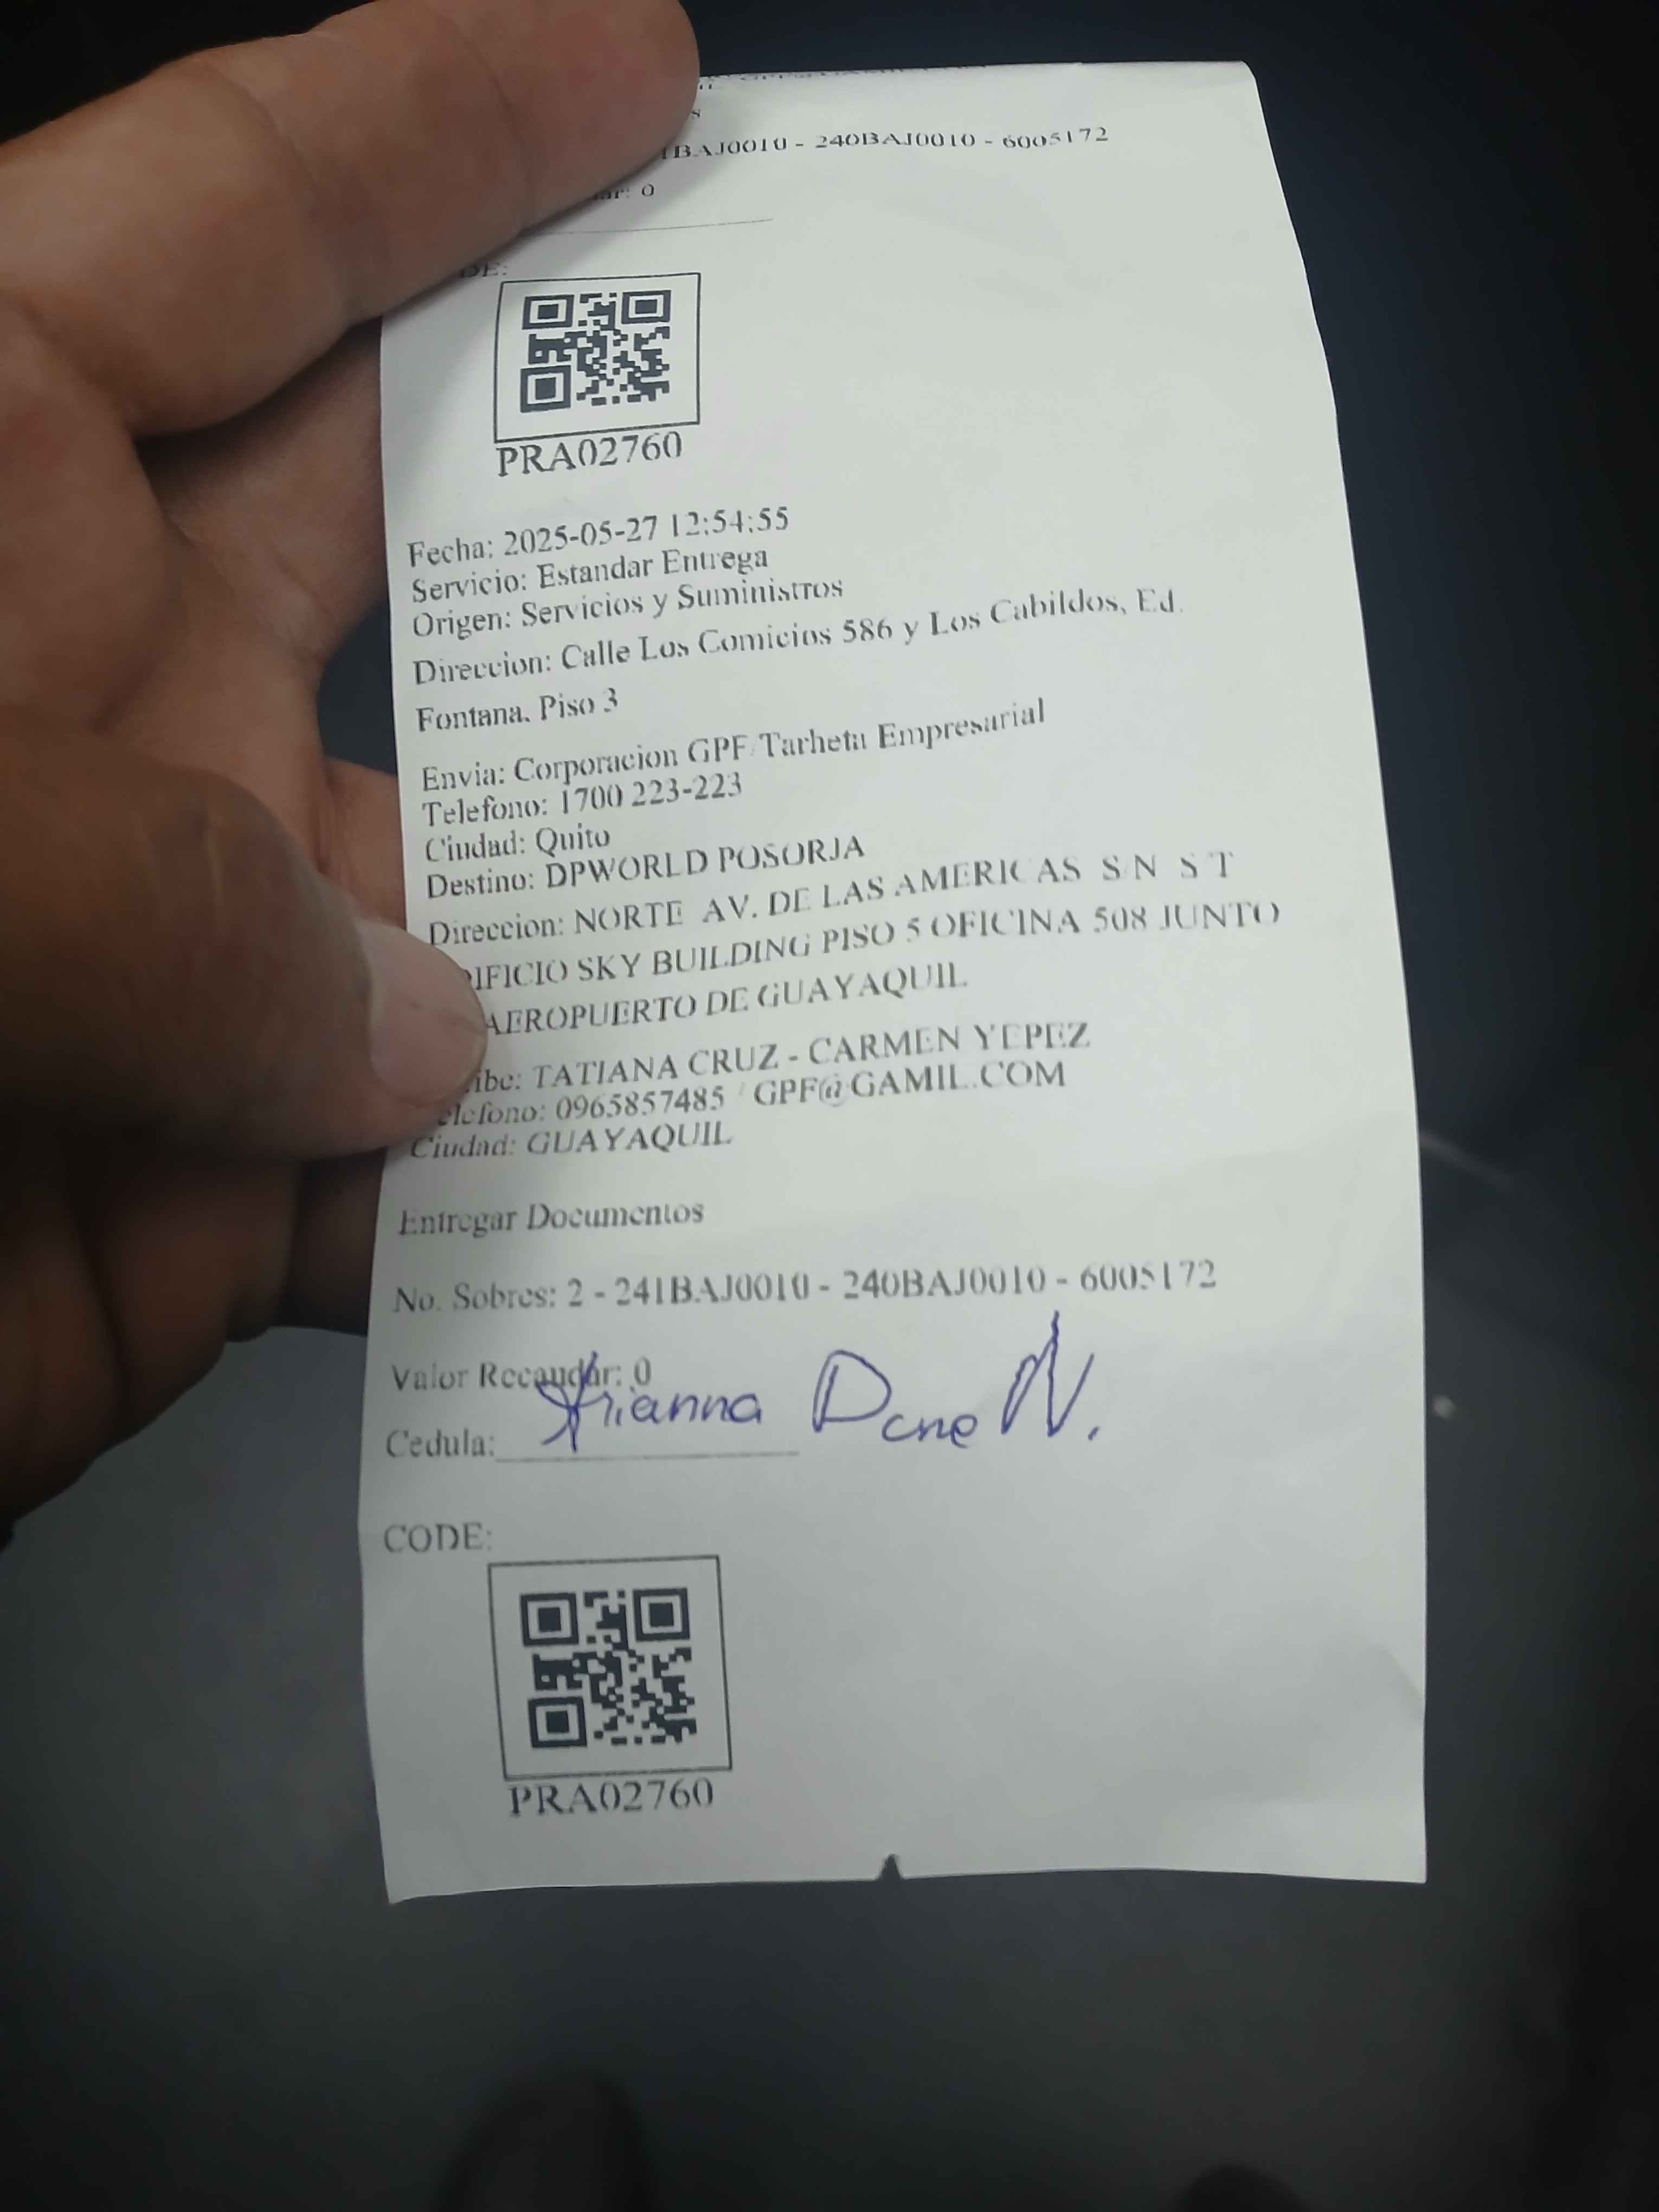 BAJ0010 - 240BAJ0010 - 6005172
0
PRA02760
Fecha: 2025-05-27 12:54:55
Servicio: Estandar Entrega
Origen: Servicios y Suministros
Direccion: Calle Los Comicios 586 y Los Cabildos, Ed.
Fontana, Piso 3
Envia: Corporacion GPF/Tarheta Empresarial
Telefono: 1700 223-223
Ciudad: Quito
Destino: DPWORLD POSORJA
Direccion: NORTE AV. DE LAS AMERICAS S/N S/T
DIFICIO SKY BUILDING PISO 5 OFICINA 508 JUNTO
AEROPUERTO DE GUAYAQUIL
ibe: TATIANA CRUZ - CARMEN YEPEZ
elefono: 0965857485 / GPF@GAMIL.COM
Ciudad: GUAYAQUIL
Entregar Documentos
No. Sobres: 2 - 241BAJ0010 - 240BAJ0010 - 6005172
Valor Recaudar: 0
Cedula: Arianna
CODE:
PRA02760